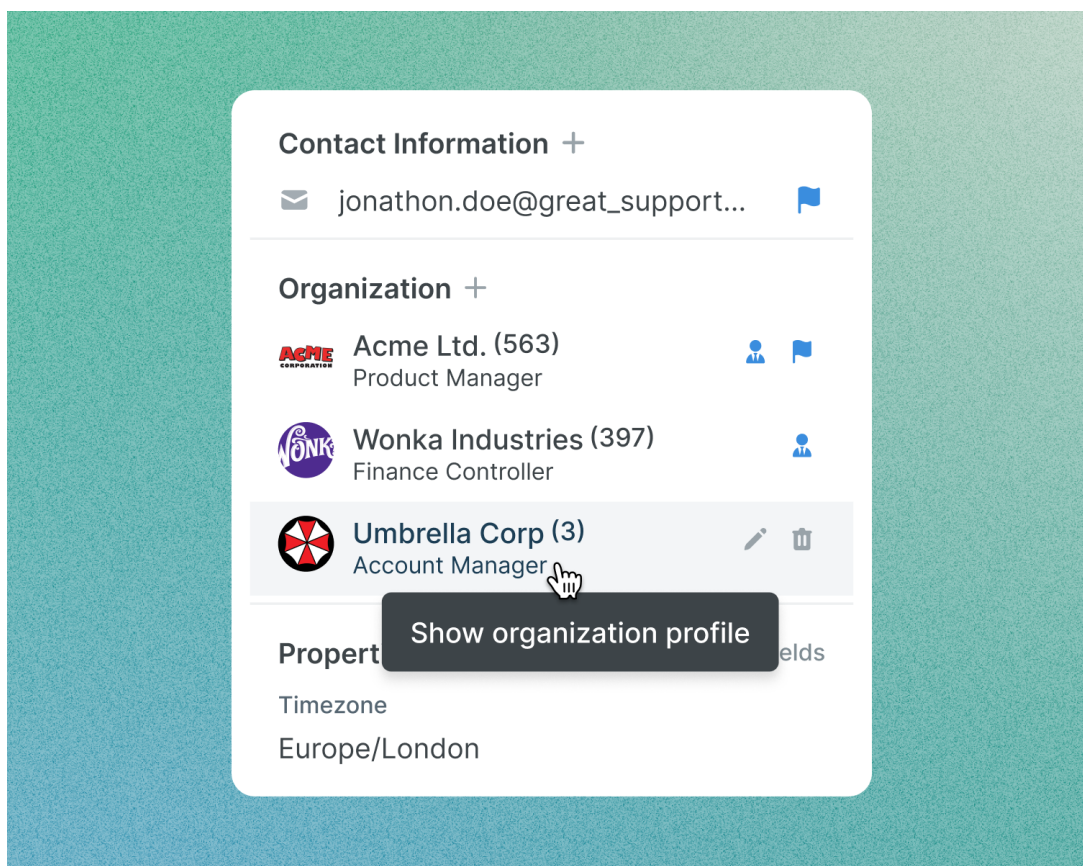 Contact Information
jonathon.doe@great_support...
Organization
ACME
CORPORATION
Acme Ltd. (563)
Product Manager
WONK
Wonka Industries (397)
Finance Controller
Umbrella Corp (3)
Account Manager
Show organization profile
Propert
elds
Timezone
Europe/London